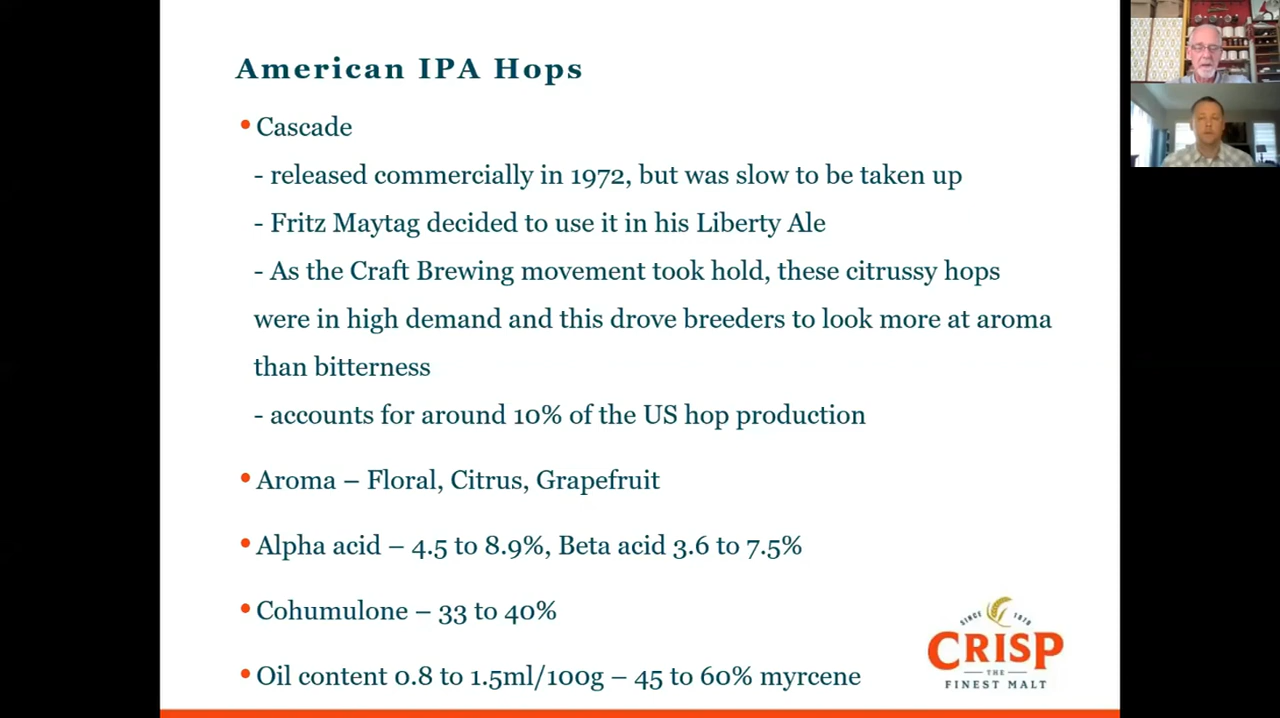 American IPA Hops
• Cascade
- released commercially in 1972, but was slow to be taken up
- Fritz Maytag decided to use it in his Liberty Ale
- As the Craft Brewing movement took hold, these citrussy hops
were in high demand and this drove breeders to look more at aroma
than bitterness
- accounts for around 10% of the US hop production
• Aroma – Floral, Citrus, Grapefruit
• Alpha acid – 4.5 to 8.9%, Beta acid 3.6 to 7.5%
• Cohumulone – 33 to 40%
• Oil content 0.8 to 1.5ml/100g – 45 to 60% myrcene
SINCE 1870
CRISP
THE
FINEST MALT